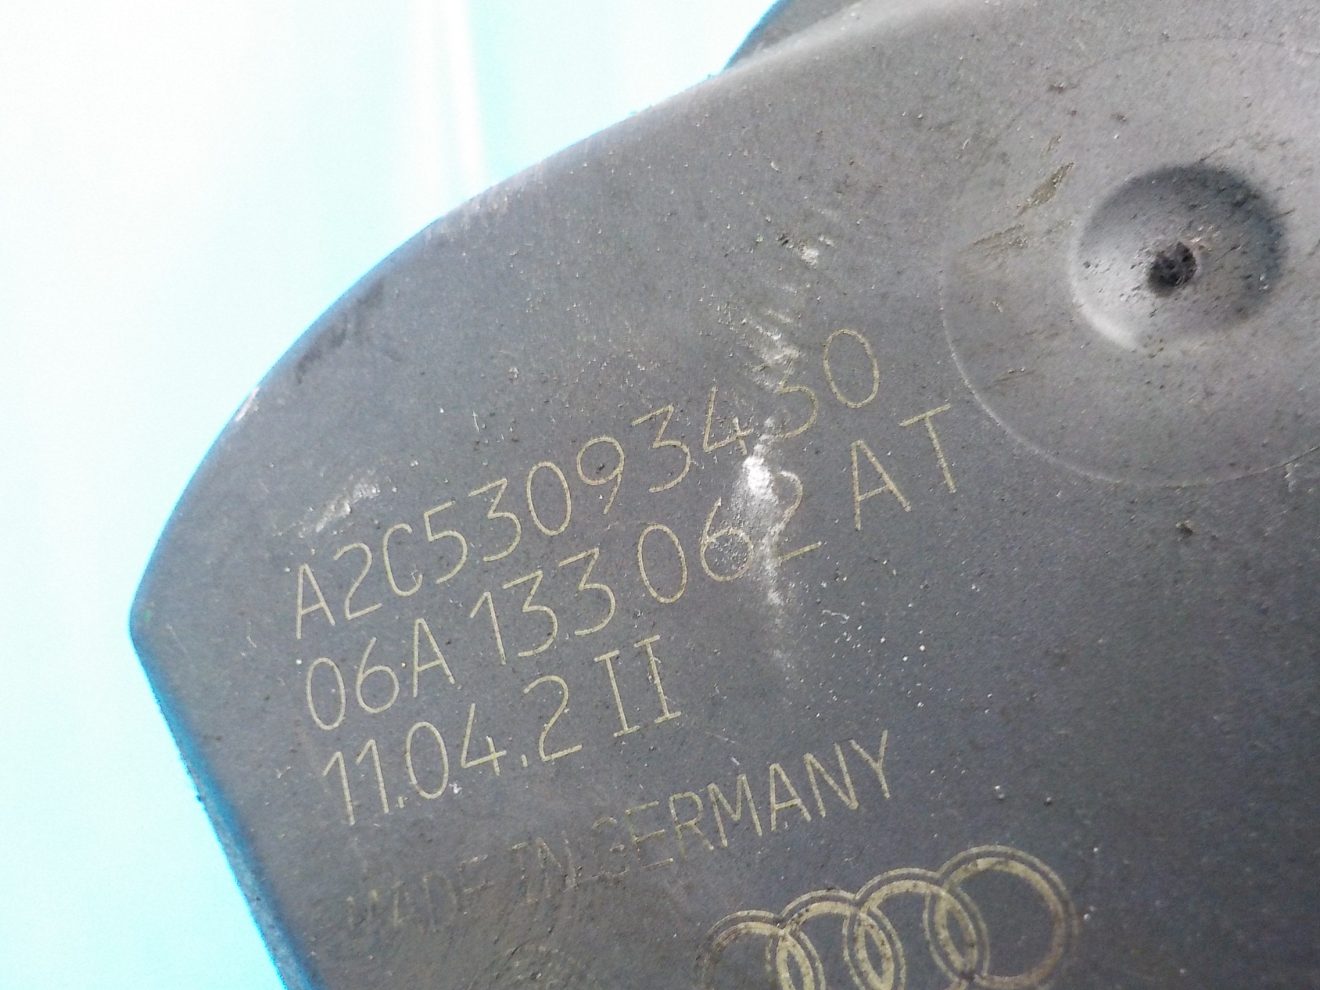 A2C53093430
06A 133 062 AT
11.04.2 II
MADE IN GERMANY